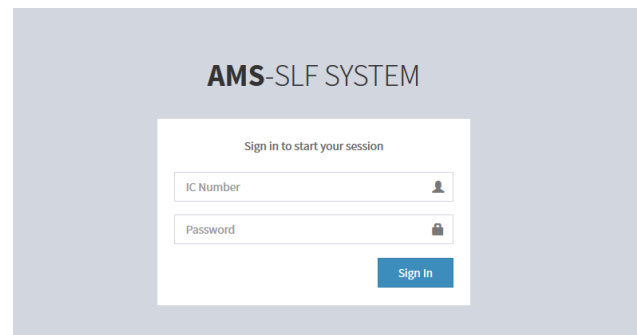 AMS-SLF SYSTEM
Sign in to start your session
IC Number
Password
Sign In